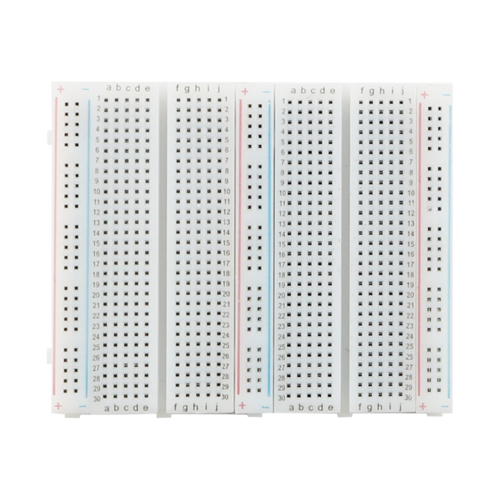 + − a b c d e f g h i j + − a b c d e f g h i j + −
1 1 1 1
2 2 2 2
3 3 3 3
4 4 4 4
5 5 5 5
6 6 6 6
7 7 7 7
8 8 8 8
9 9 9 9
10 10 10 10
11 11 11 11
12 12 12 12
13 13 13 13
14 14 14 14
15 15 15 15
16 16 16 16
17 17 17 17
18 18 18 18
19 19 19 19
20 20 20 20
21 21 21 21
22 22 22 22
23 23 23 23
24 24 24 24
25 25 25 25
26 26 26 26
27 27 27 27
28 28 28 28
29 29 29 29
30 30 30 30
+ − a b c d e f g h i j + − a b c d e f g h i j + −